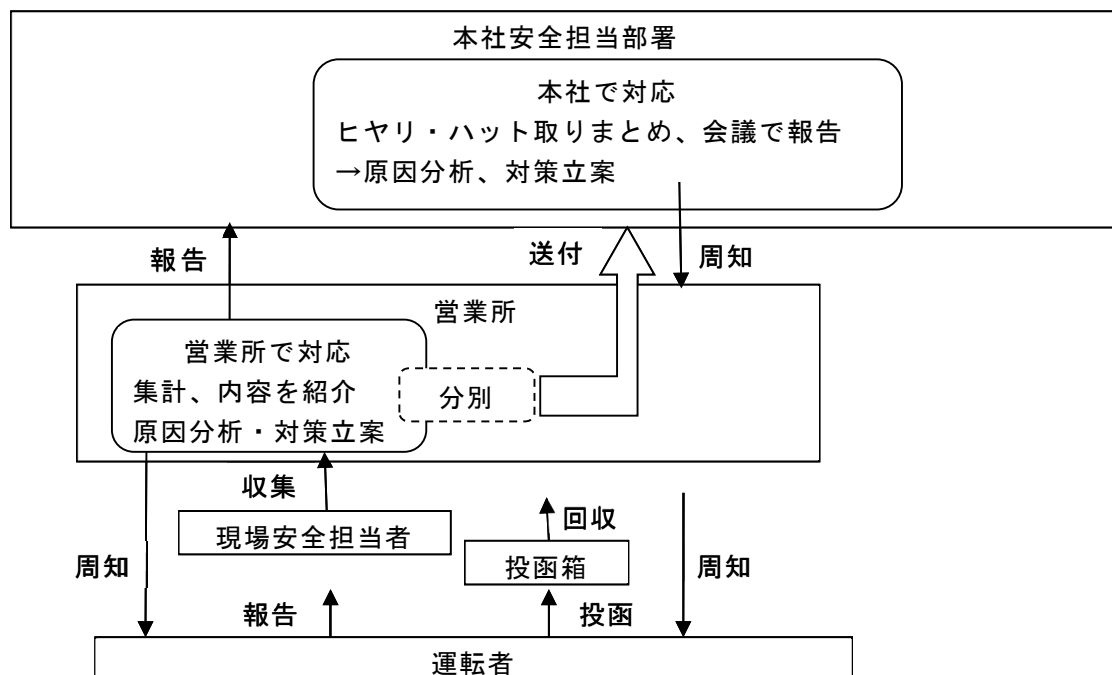 本社安全担当部署
本社で対応
ヒヤリ・ハット取りまとめ、会議で報告
→原因分析、対策立案
報告
送付
周知
営業所
営業所で対応
集計、内容を紹介
原因分析・対策立案
分別
収集
現場安全担当者
回収
投函箱
周知
周知
報告
投函
運転者